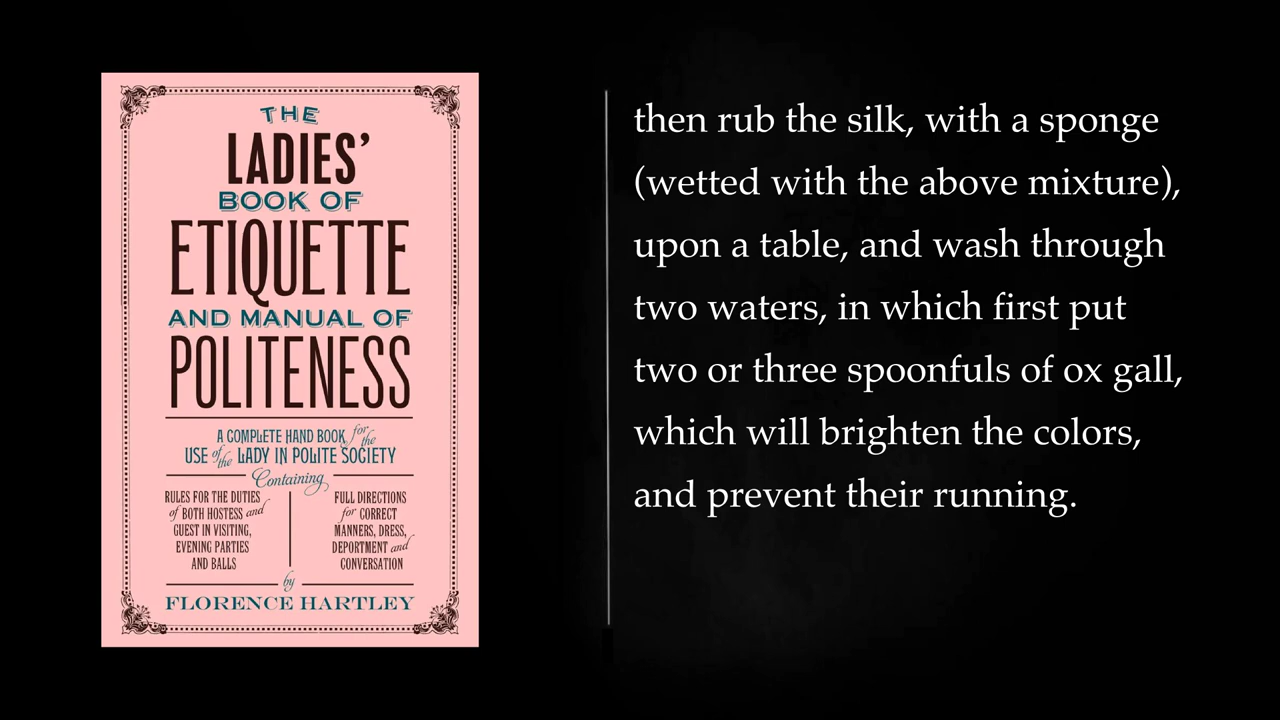 THE
LADIES'
BOOK OF
ETIQUETTE
AND MANUAL OF
POLITENESS
A COMPLETE HAND BOOK for the
USE of the LADY IN POLITE SOCIETY
Containing
RULES FOR THE DUTIES
of BOTH HOSTESS and
GUEST IN VISITING,
EVENING PARTIES
AND BALLS
FULL DIRECTIONS
for CORRECT
MANNERS, DRESS,
DEPORTMENT and
CONVERSATION
by
FLORENCE HARTLEY
then rub the silk, with a sponge
(wetted with the above mixture),
upon a table, and wash through
two waters, in which first put
two or three spoonfuls of ox gall,
which will brighten the colors,
and prevent their running.